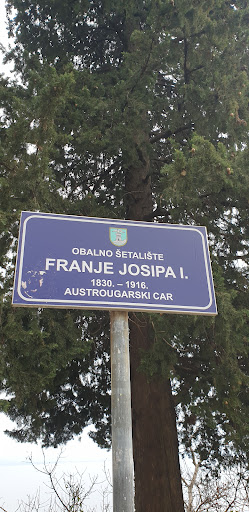 OBALNO ŠETALIŠTE
FRANJE JOSIPA I.
1830. – 1916.
AUSTROUGARSKI CAR